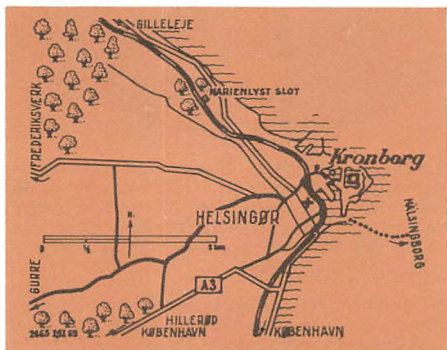 GILLELEJE
MARIENLYST SLOT
FREDERIKSVÆRK
Kronborg
HELSINGØR
HÄLSINGBORG
N.
0 ½ 1 km
GURRE
A3
HILLERØD
KØBENHAVN
KØBENHAVN